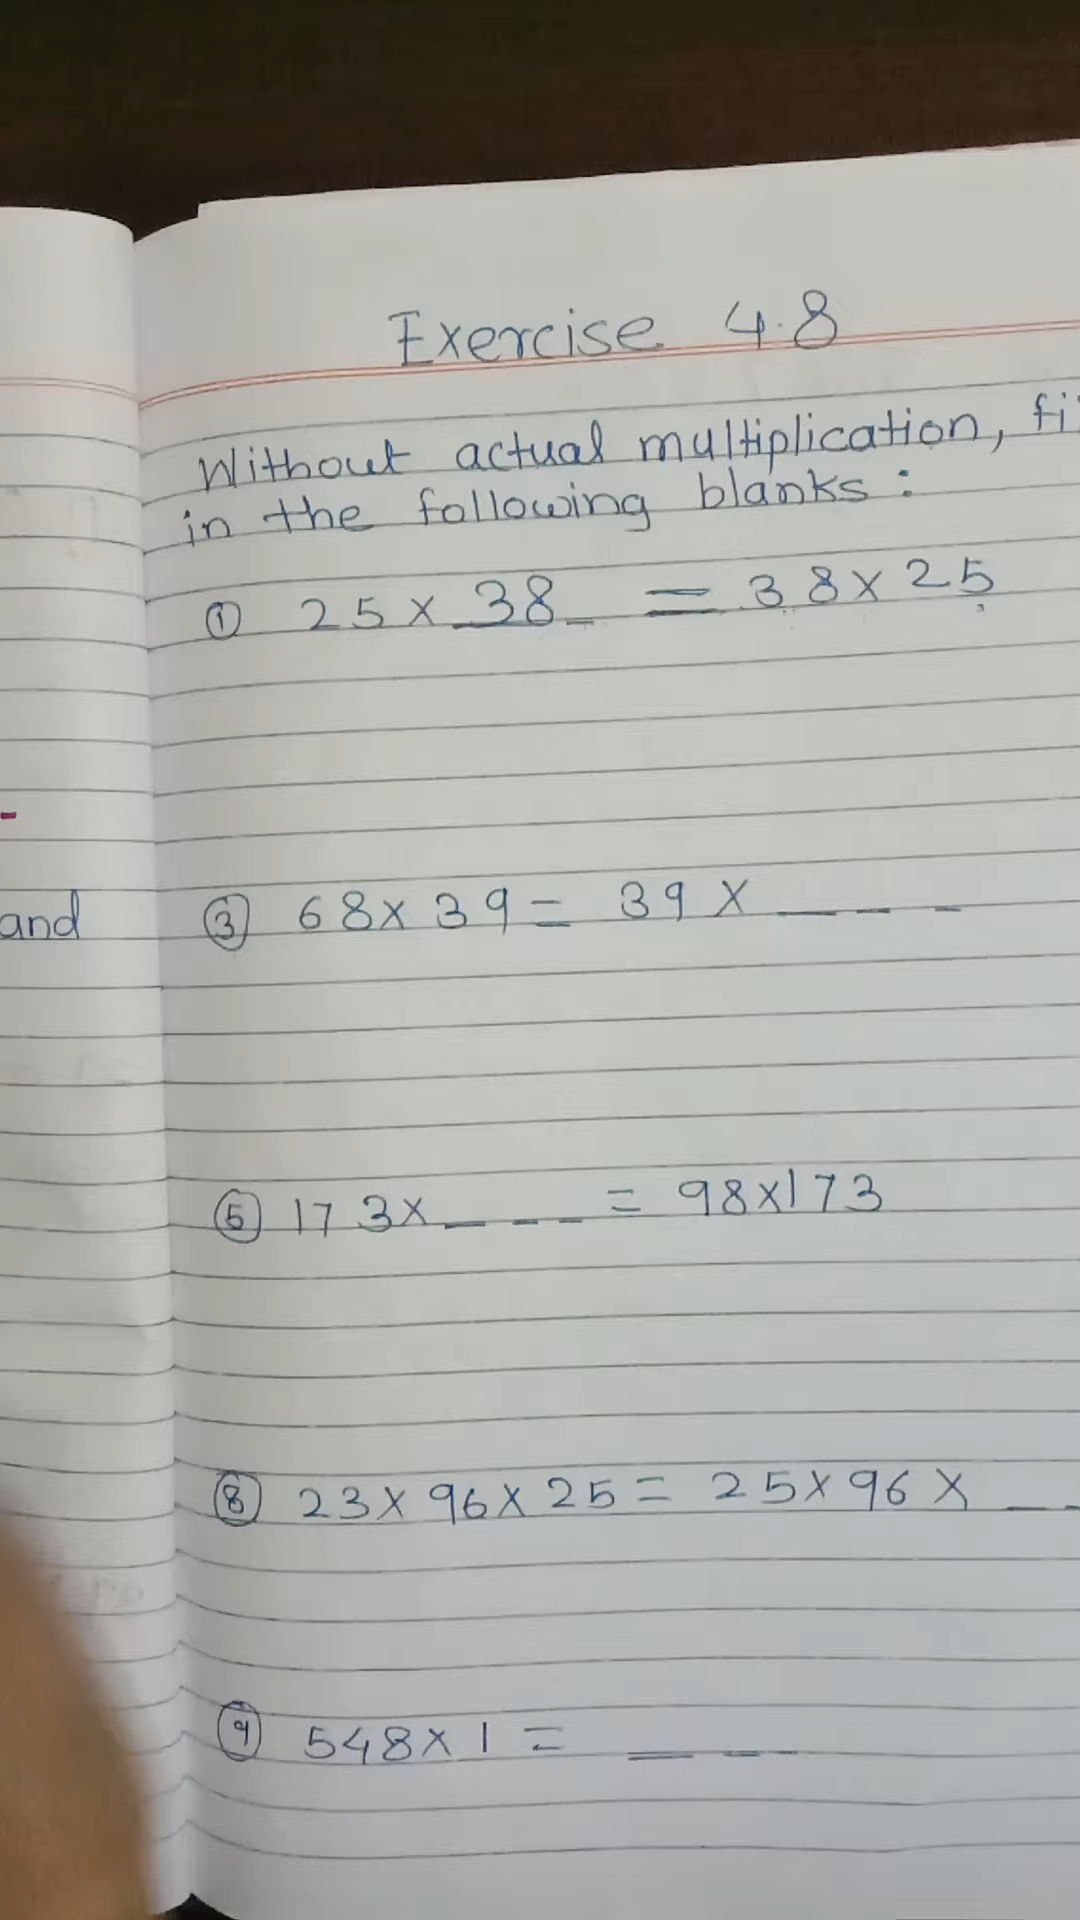 Exercise 4.8
Without actual multiplication,
in the following blanks:
① 25 x 38 = 38 x 25
and
③ 68 x 39 = 39 x _ _ _
⑤ 173 x _ _ _ = 98 x 173
⑧ 23 x 96 x 25 = 25 x 96 x _ _
⑨ 548 x 1 = _ _ _